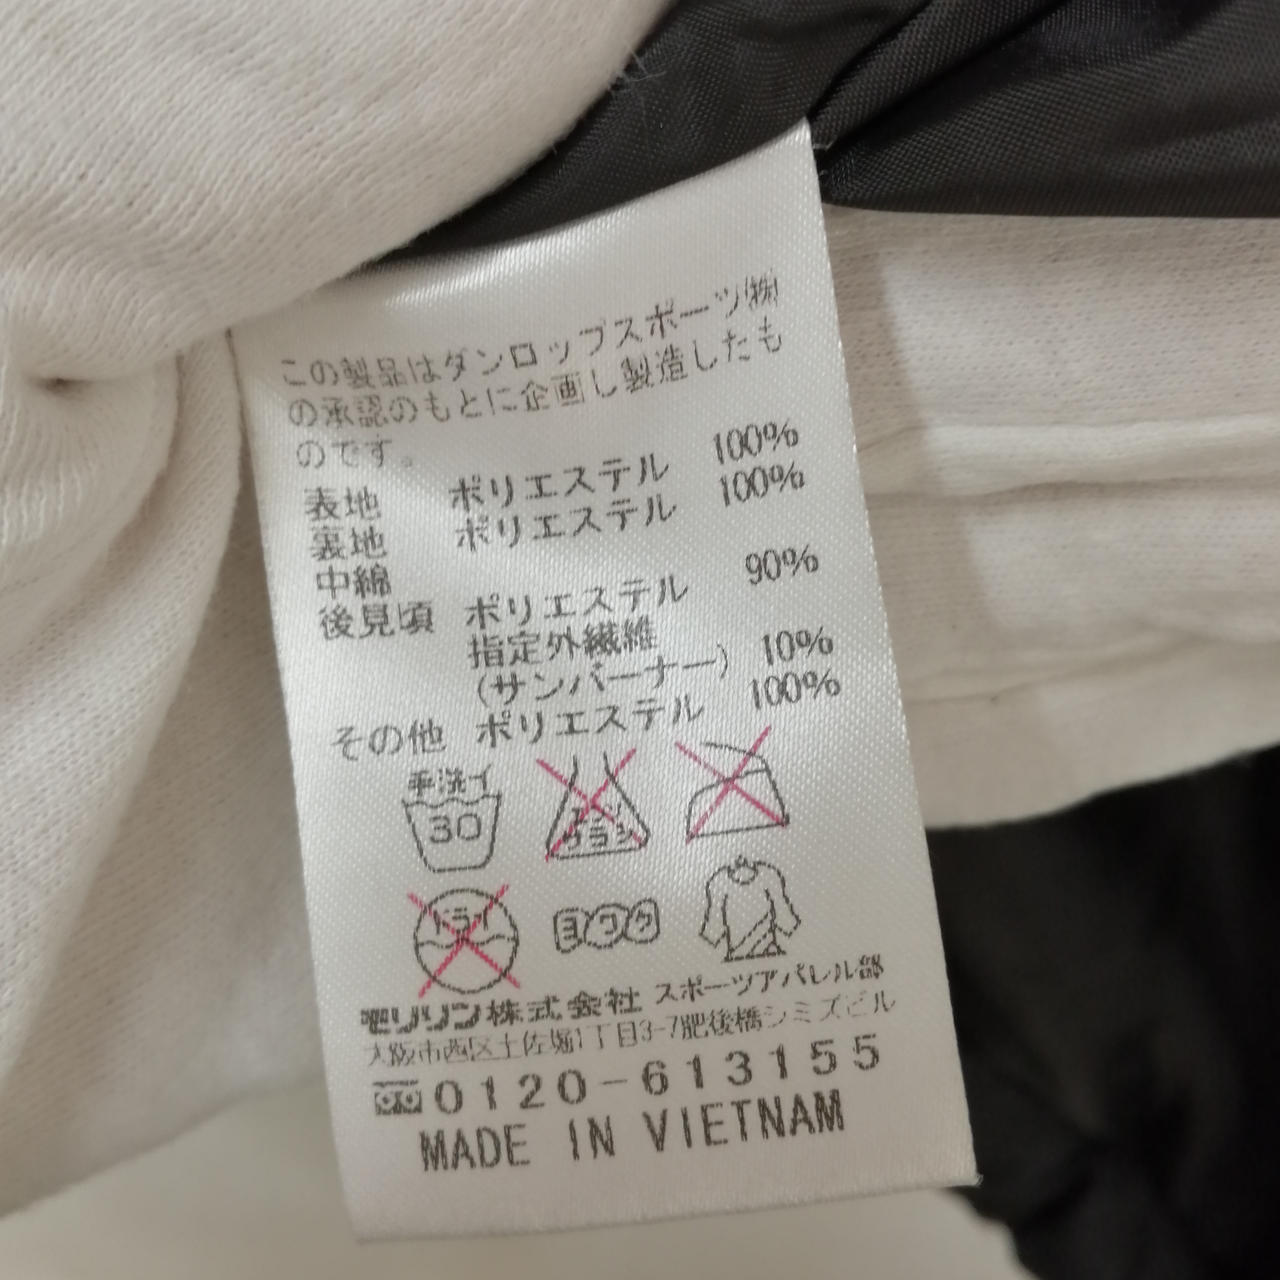 この製品はダンロップスポーツ㈱
の承認のもとに企画し製造したも
のです。
表地 ポリエステル 100%
裏地 ポリエステル 100%
中綿
後見頃 ポリエステル 90%
指定外繊維
(サンバーナー) 10%
その他 ポリエステル 100%
手洗イ
30
エンソ
サラシ
ドライ
ヨワク
モリリン株式会社 スポーツアパレル部
大阪市西区土佐堀1丁目3-7肥後橋シミズビル
0120-613155
MADE IN VIETNAM